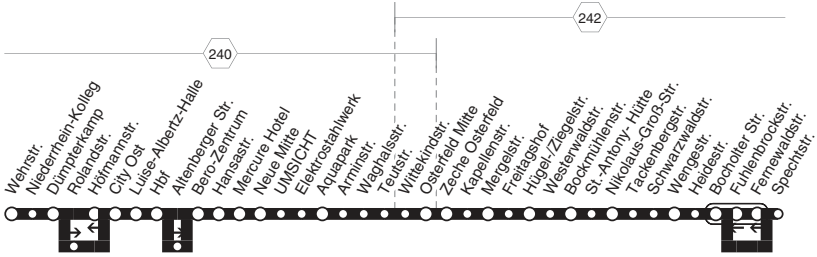 242
240
Wehrstr.
Niederrhein-Kolleg
Dümpterkamp
Rolandstr.
Hofmannstr.
City Ost
Luise-Albertz-Halle
Hbf
Altenberger Str.
Bero-Zentrum
Hansastr.
Mercure Hotel
Neue Mitte
UMSICHT
Elektrostahlwerk
Aquapark
Arminstr.
Waghalsstr.
Teutstr.
Wittekindstr.
Osterfeld Mitte
Zeche Osterfeld
Kapellenstr.
Mergelstr.
Freitagshof
Hügel-/Ziegelstr.
Westerwaldstr.
Bockmühlenstr.
St.-Antony- Hütte
Nikolaus-Groß-Str.
Tackenbergstr.
Schwarzwaldstr.
Wenggestr.
Heidestr.
Bocholter Str.
Fuhlenbrockstr.
Fernewaldstr.
Spechtstr.